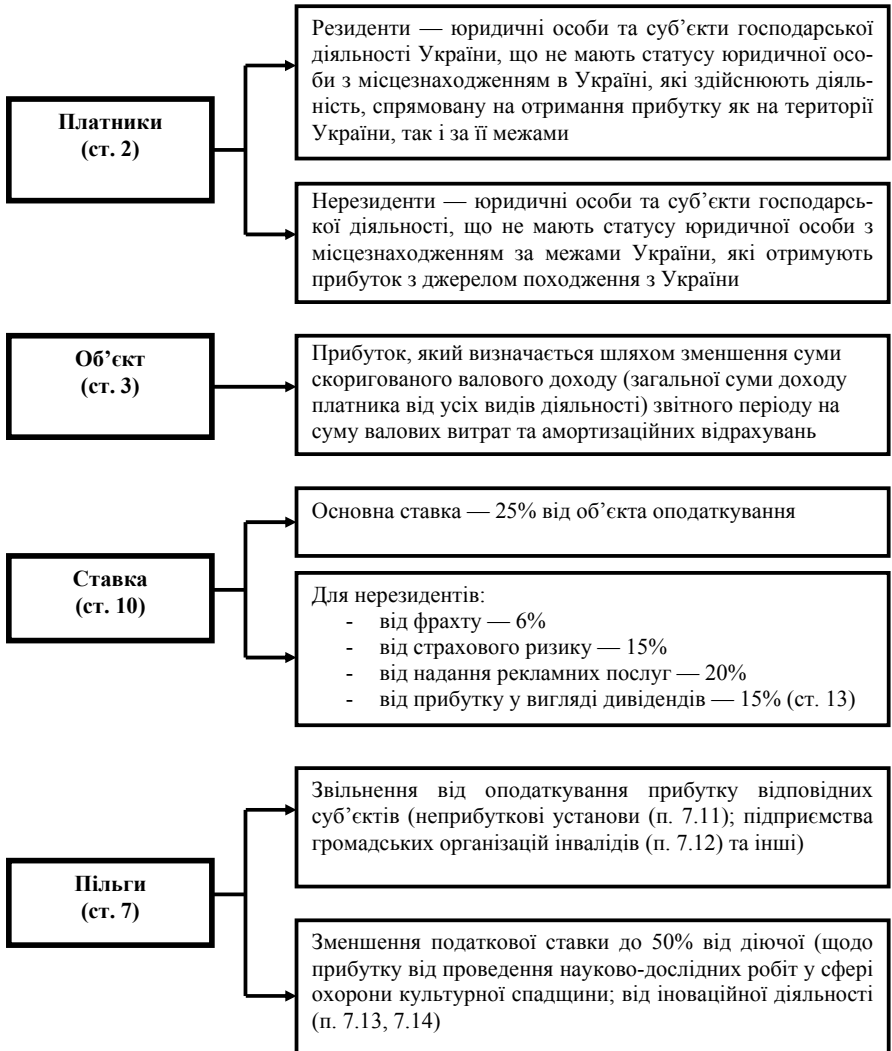 Платники
(ст. 2)
Резиденти — юридичні особи та суб’єкти господарської
діяльності України, що не мають статусу юридичної осо-
би з місцезнаходженням в Україні, які здійснюють діяль-
ність, спрямовану на отримання прибутку як на території
України, так і за її межами
Нерезиденти — юридичні особи та суб’єкти господарсь-
кої діяльності, що не мають статусу юридичної особи з
місцезнаходженням за межами України, які отримують
прибуток з джерелом походження з України
Об’єкт
(ст. 3)
Прибуток, який визначається шляхом зменшення суми
скоригованого валового доходу (загальної суми доходу
платника від усіх видів діяльності) звітного періоду на
суму валових витрат та амортизаційних відрахувань
Ставка
(ст. 10)
Основна ставка — 25% від об’єкта оподаткування
Для нерезидентів:
- від фрахту — 6%
- від страхового ризику — 15%
- від надання рекламних послуг — 20%
- від прибутку у вигляді дивідендів — 15% (ст. 13)
Пільги
(ст. 7)
Звільнення від оподаткування прибутку відповідних
суб’єктів (неприбуткові установи (п. 7.11); підприємства
громадських організацій інвалідів (п. 7.12) та інші)
Зменшення податкової ставки до 50% від діючої (щодо
прибутку від проведення науково-дослідних робіт у сфері
охорони культурної спадщини; від іноваційної діяльності
(п. 7.13, 7.14)